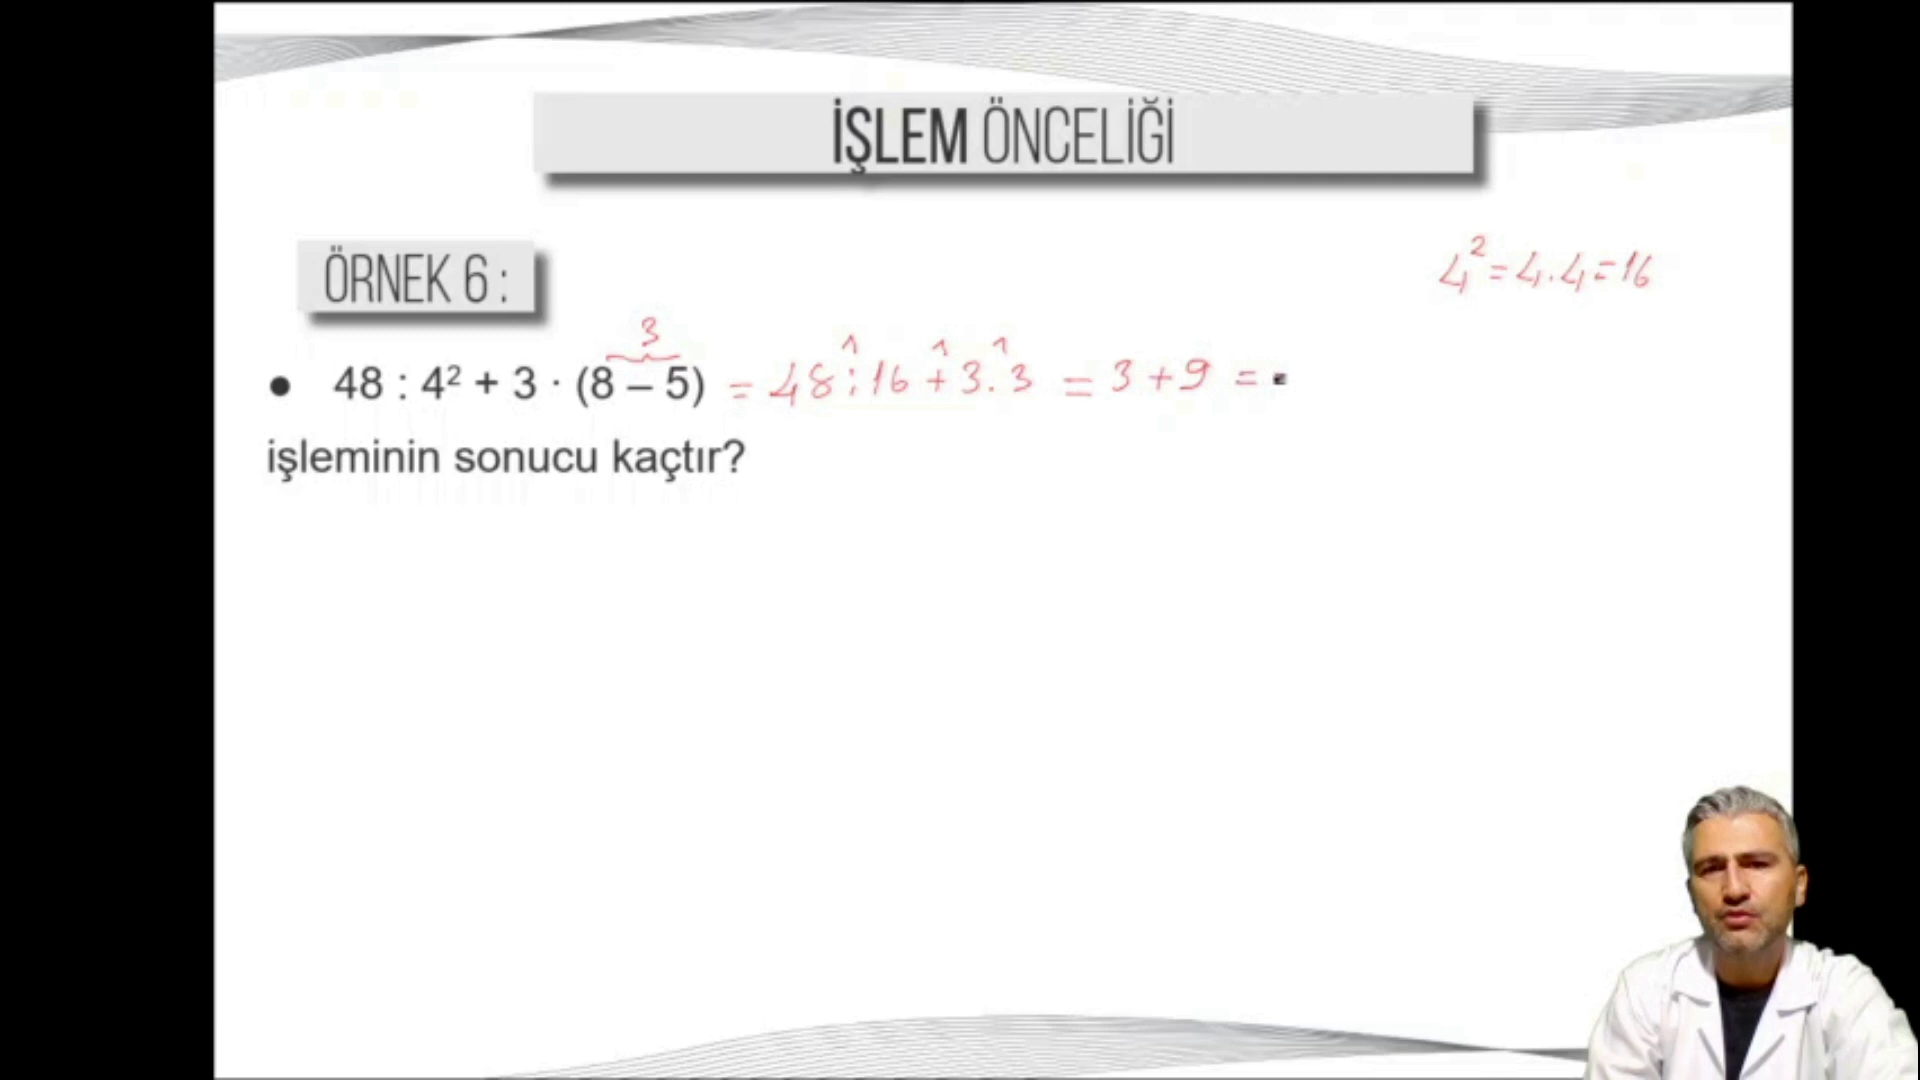 İŞLEM ÖNCELİĞİ
4² = 4.4 = 16
ÖRNEK 6 :
3
• 48 : 4² + 3 · (8 – 5) = 48 : 16 + 3.3 = 3 + 9 =
işleminin sonucu kaçtır?